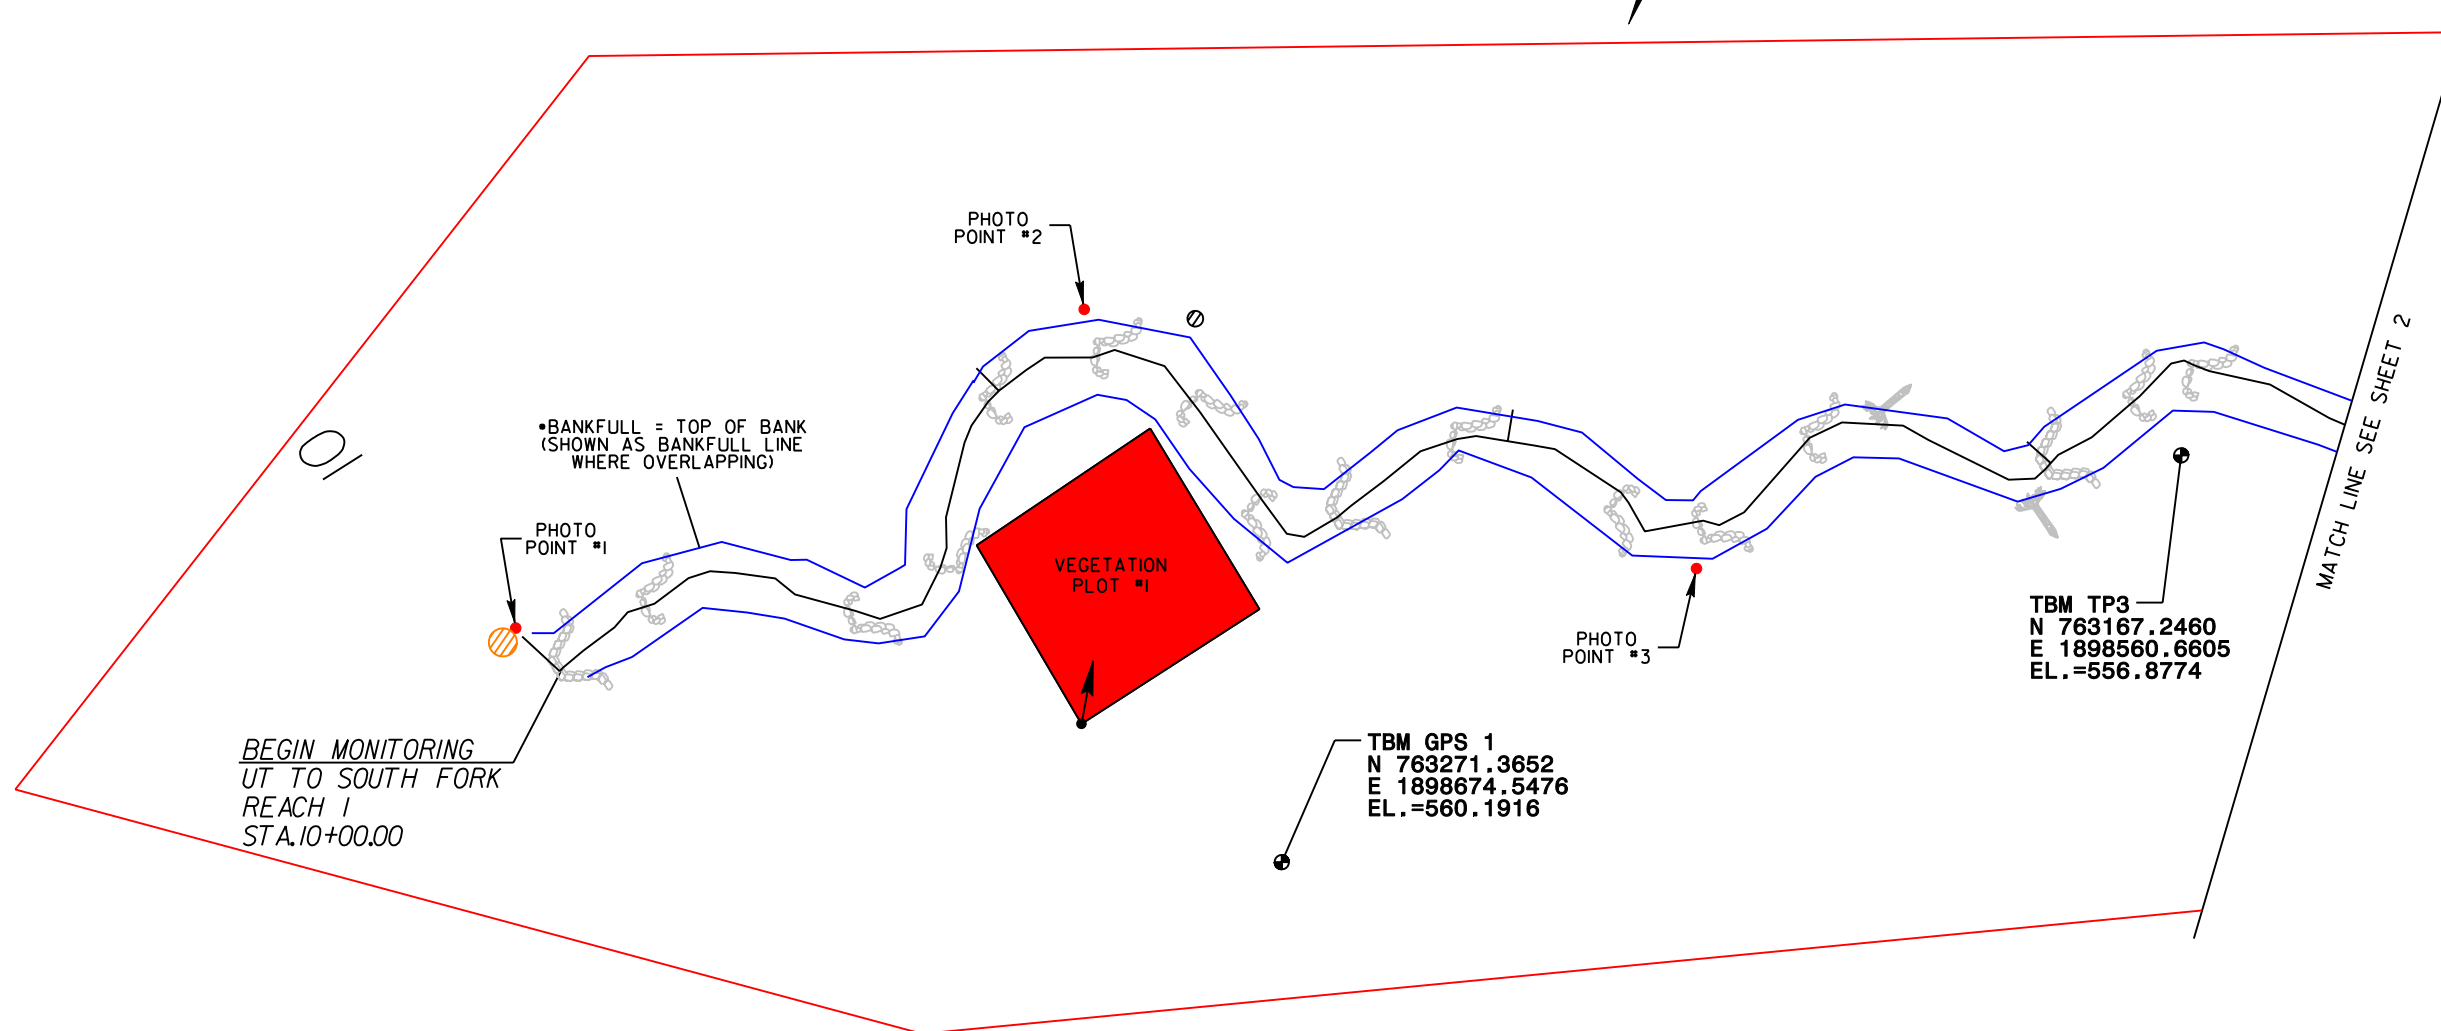 PHOTO
POINT #2
*BANKFULL = TOP OF BANK
(SHOWN AS BANKFULL LINE
WHERE OVERLAPPING)
10
PHOTO
POINT #1
VEGETATION
PLOT #1
PHOTO
POINT #3
MATCH LINE SEE SHEET 2
TBM TP3
N 763167.2460
E 1898560.6605
EL.=556.8774
TBM GPS 1
N 763271.3652
E 1898674.5476
EL.=560.1916
BEGIN MONITORING
UT TO SOUTH FORK
REACH 1
STA.10+00.00